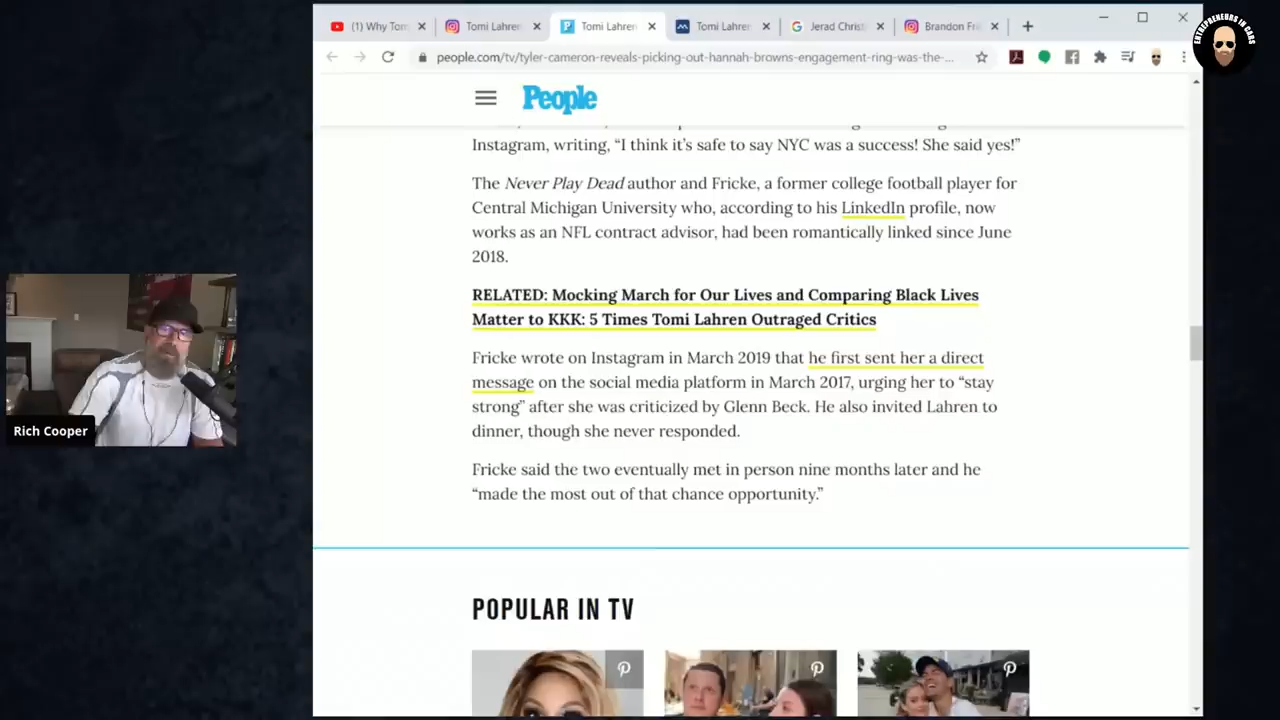 (1) Why Tom
Tomi Lahren
Tomi Lahren
Tomi Lahren
Jerad Christ
Brandon Fri
ENTREPRENEURS IN CARS
people.com/tv/tyler-cameron-reveals-picking-out-hannah-browns-engagement-ring-was-the-...
People
Instagram, writing, “I think it’s safe to say NYC was a success! She said yes!”
The Never Play Dead author and Fricke, a former college football player for
Central Michigan University who, according to his LinkedIn profile, now
works as an NFL contract advisor, had been romantically linked since June
2018.
RELATED: Mocking March for Our Lives and Comparing Black Lives
Matter to KKK: 5 Times Tomi Lahren Outraged Critics
Fricke wrote on Instagram in March 2019 that he first sent her a direct
message on the social media platform in March 2017, urging her to “stay
strong” after she was criticized by Glenn Beck. He also invited Lahren to
dinner, though she never responded.
Fricke said the two eventually met in person nine months later and he
“made the most out of that chance opportunity.”
Rich Cooper
POPULAR IN TV